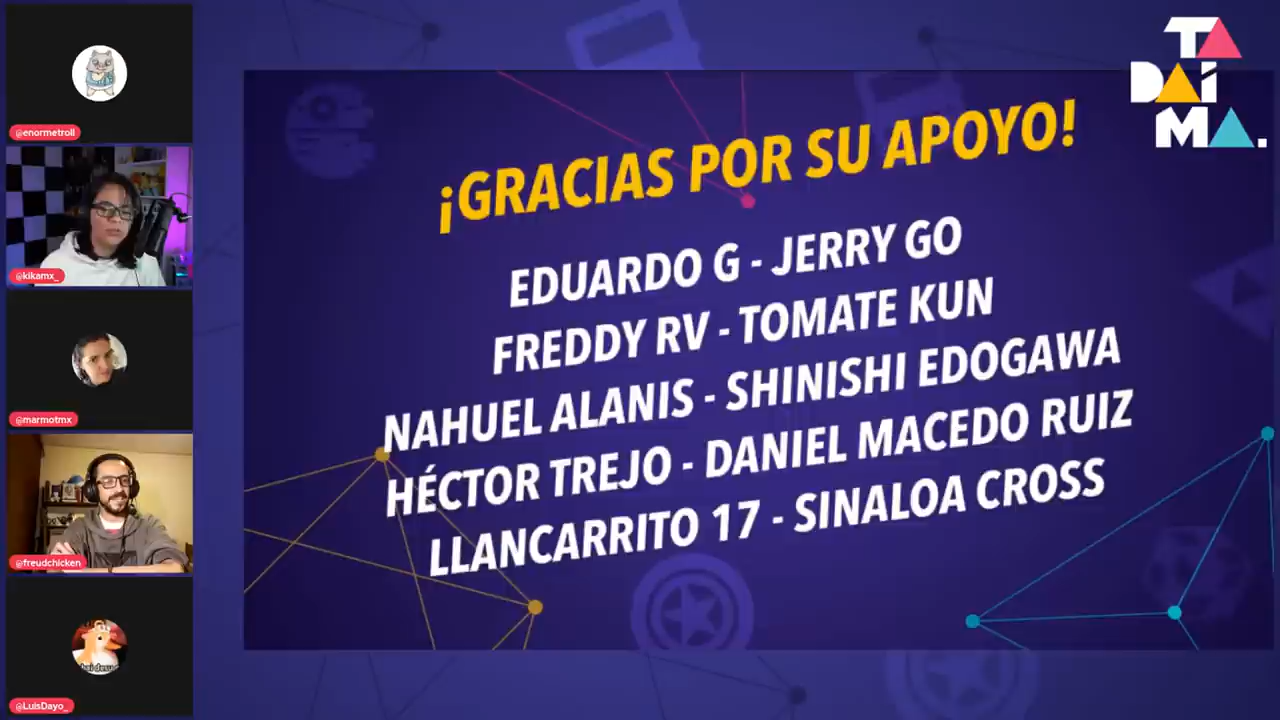 @enormetroll
@kikamx_
@marmotmx
@freudchicken
@LuisDayo_
TA
DAI
MA.
¡GRACIAS POR SU APOYO!
EDUARDO G - JERRY GO
FREDDY RV - TOMATE KUN
NAHUEL ALANIS - SHINISHI EDOGAWA
HÉCTOR TREJO - DANIEL MACEDO RUIZ
LLANCARRITO 17 - SINALOA CROSS